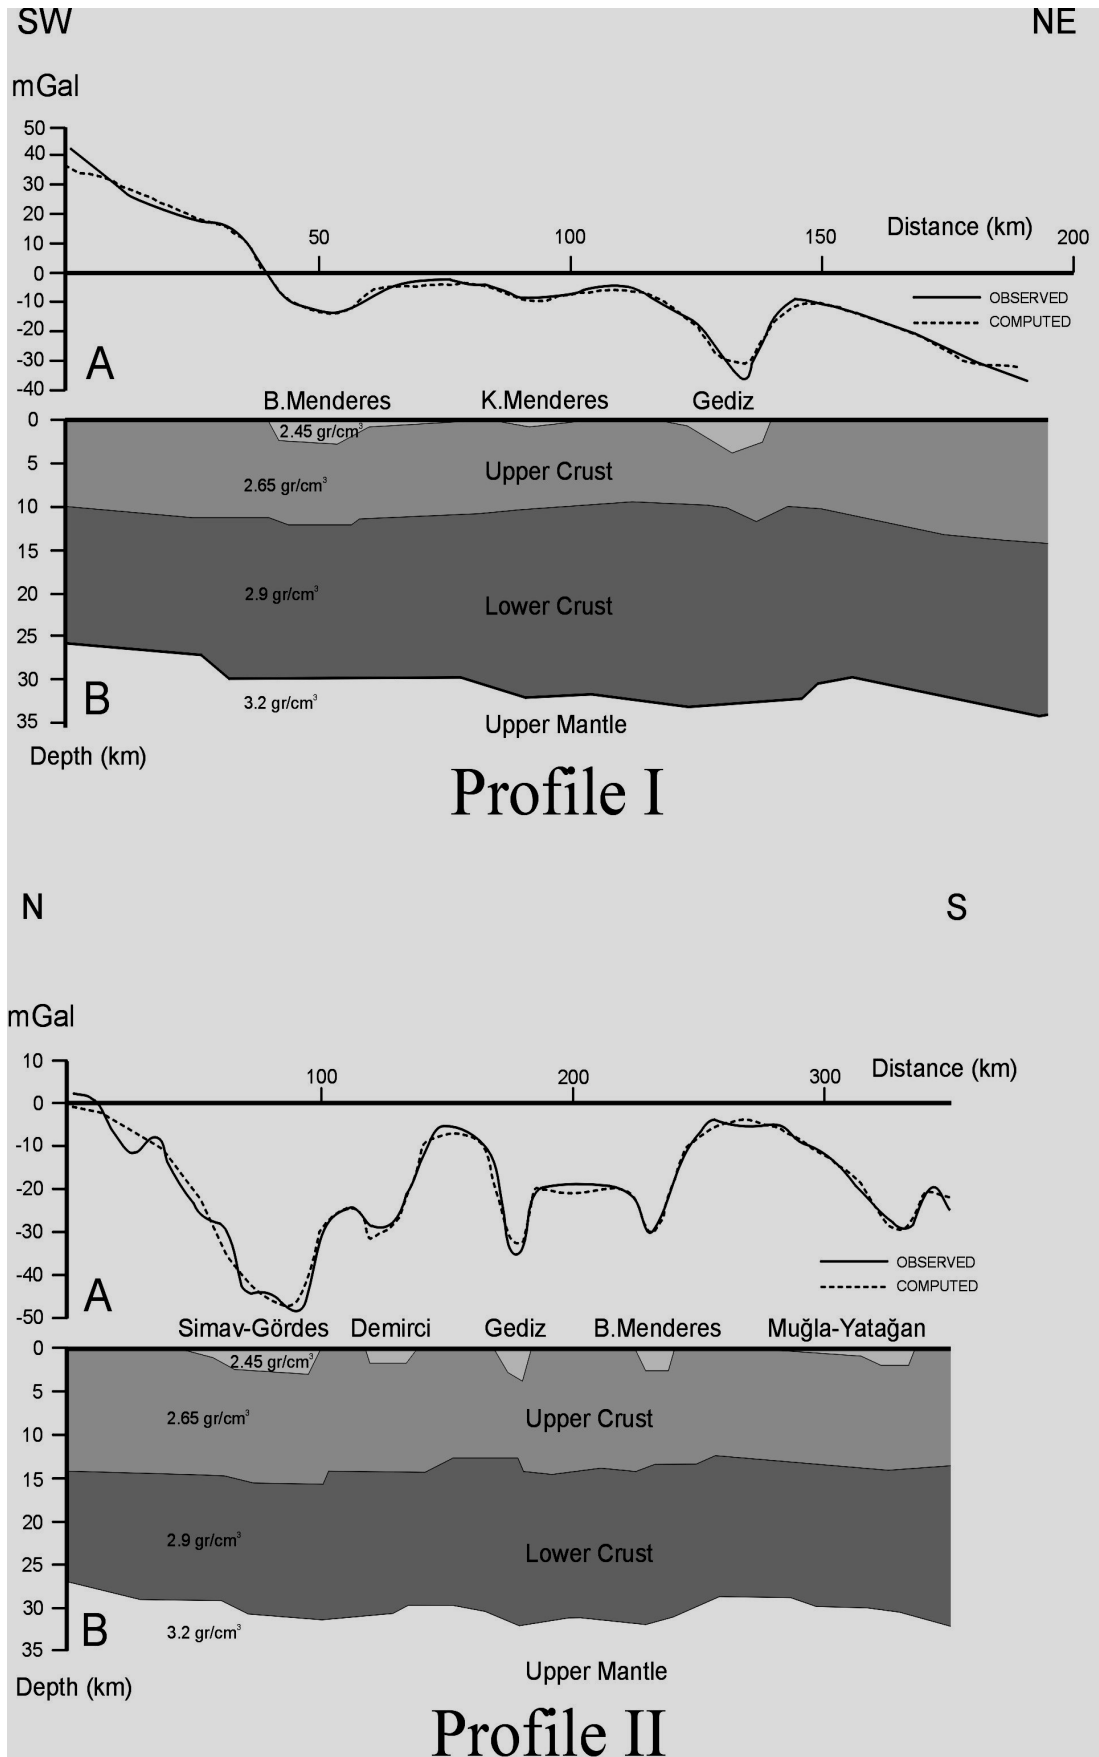 SW NE
mGal
50
40
30
20
10
0
-10
-20
-30
-40
50 100 150 200
Distance (km)
OBSERVED
COMPUTED
A
B.Menderes K.Menderes Gediz
0
5
10
15
20
25
30
35
2.45 gr/cm³
Upper Crust
2.65 gr/cm³
2.9 gr/cm³
Lower Crust
B
3.2 gr/cm³
Upper Mantle
Depth (km)
Profile I
N S
mGal
10
0
-10
-20
-30
-40
-50
100 200 300
Distance (km)
OBSERVED
COMPUTED
A
Simav-Gördes Demirci Gediz B.Menderes Muğla-Yatağan
0
5
10
15
20
25
30
35
2.45 gr/cm³
2.65 gr/cm³
Upper Crust
2.9 gr/cm³
Lower Crust
B
3.2 gr/cm³
Upper Mantle
Depth (km)
Profile II